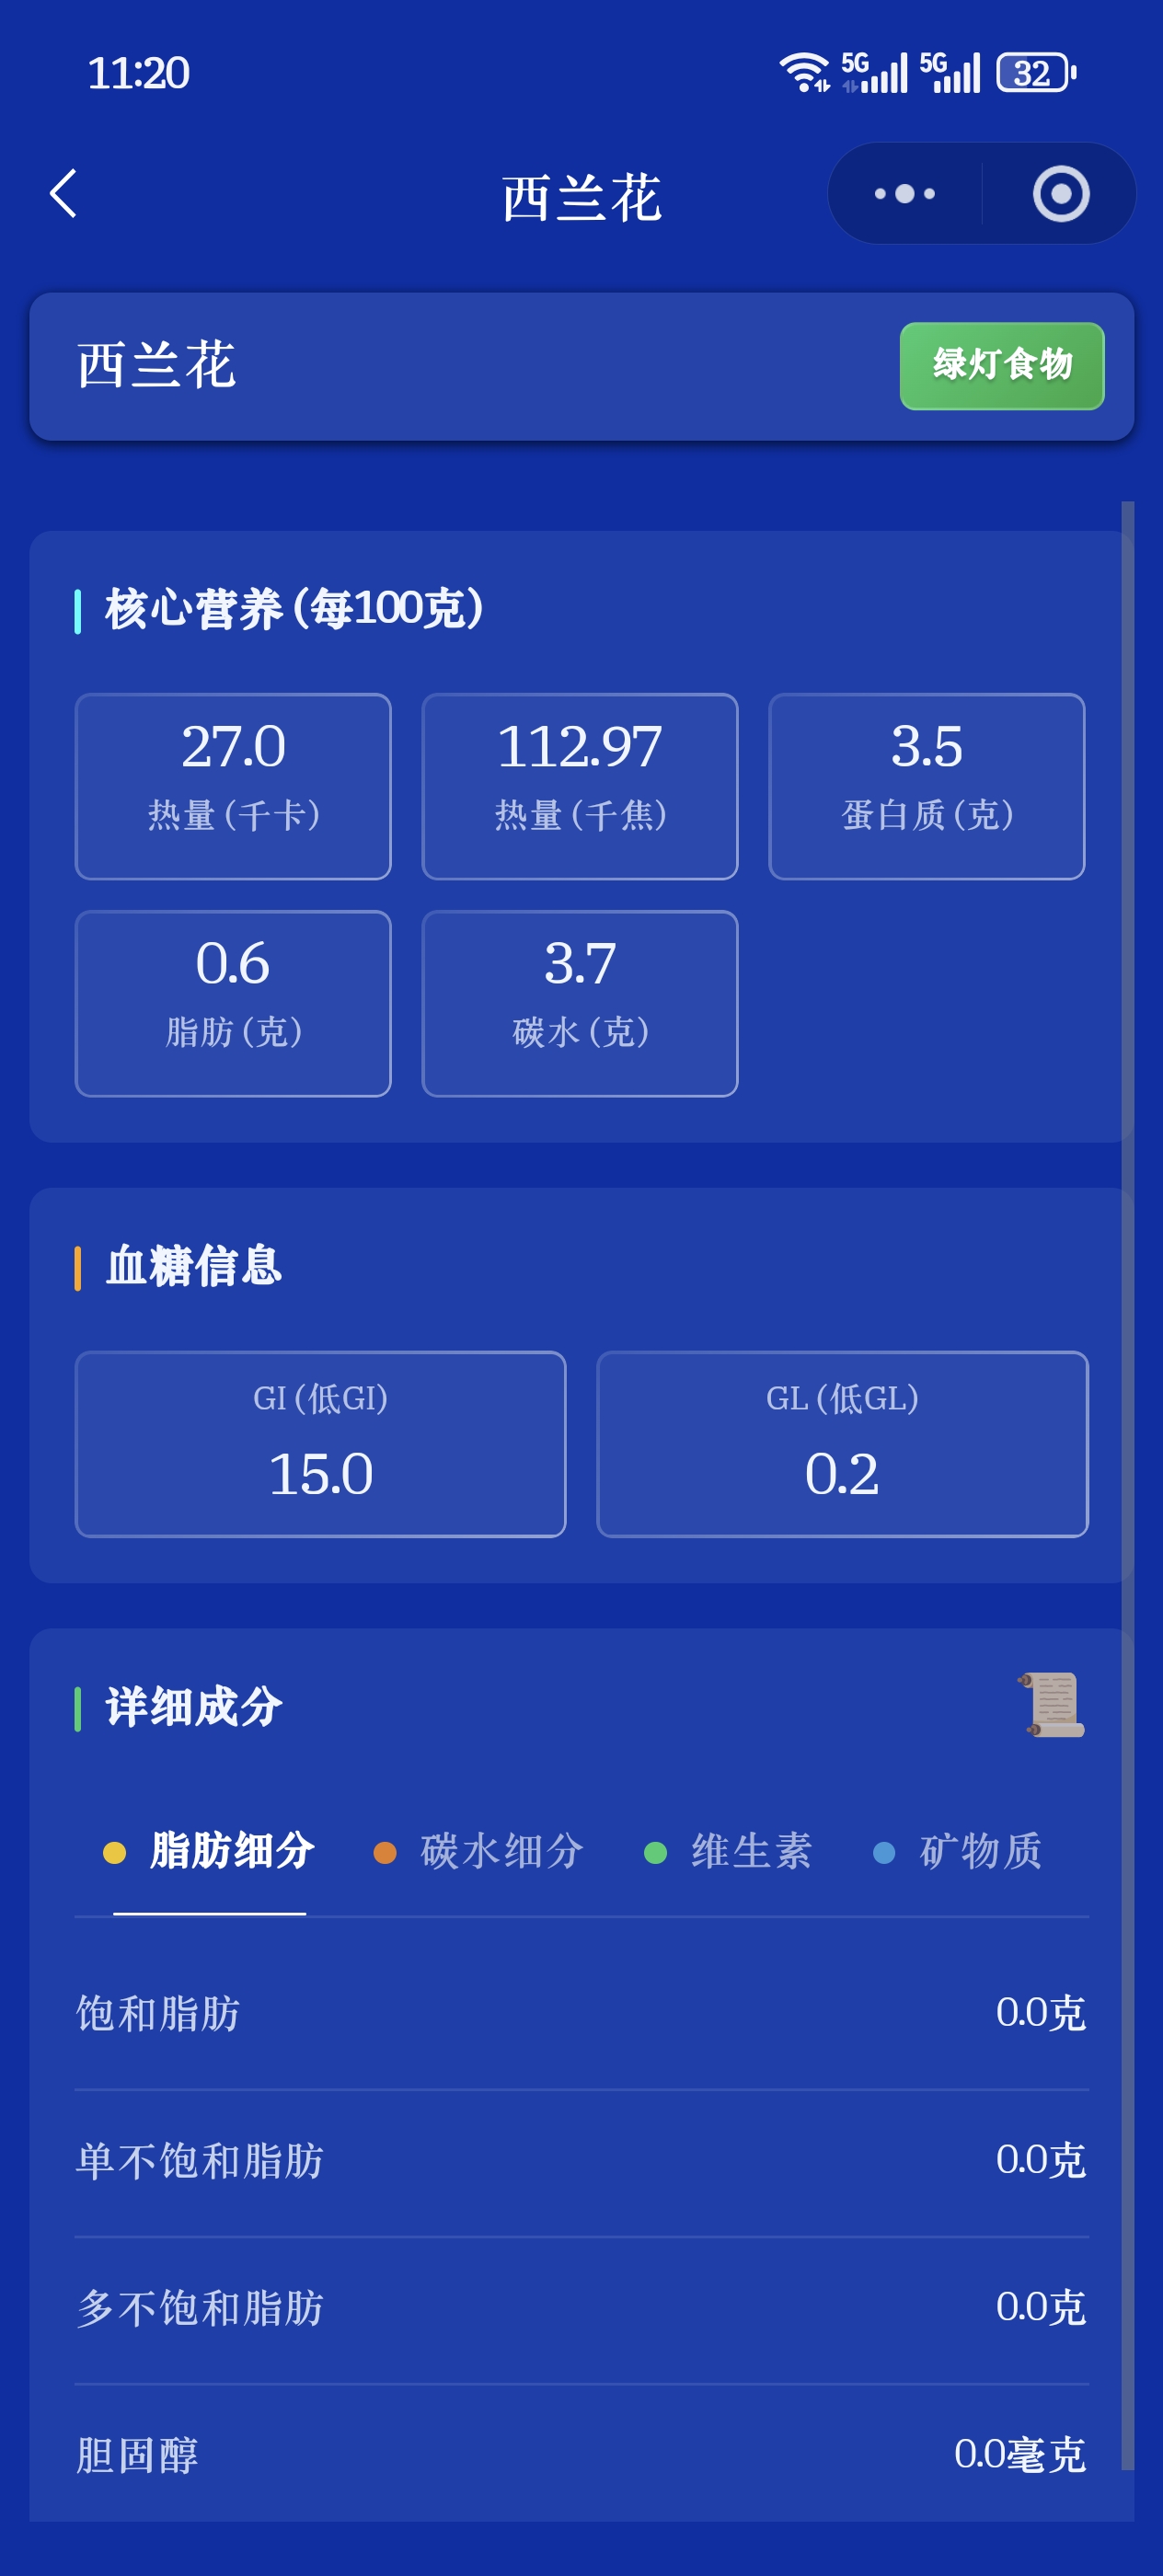 11:20
5G 5G 32
西兰花
西兰花
绿灯食物
核心营养 (每100克)
27.0 112.97 3.5
热量 (千卡) 热量 (千焦) 蛋白质 (克)
0.6 3.7
脂肪 (克) 碳水 (克)
血糖信息
GI (低GI) GL (低GL)
15.0 0.2
详细成分
脂肪细分 碳水细分 维生素 矿物质
饱和脂肪 0.0克
单不饱和脂肪 0.0克
多不饱和脂肪 0.0克
胆固醇 0.0毫克